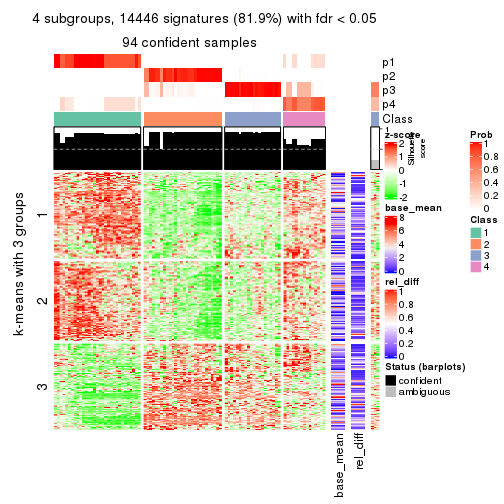 4 subgroups, 14446 signatures (81.9%) with fdr < 0.05
94 confident samples
p1
p2
p3
p4
Class
1
Silhouette
score
k-means with 3 groups
1
2
3
base_mean
rel_diff
z-score
2
1
0
-1
-2
base_mean
8
6
4
2
0
rel_diff
1
0.8
0.6
0.4
0.2
0
Status (barplots)
confident
ambiguous
Prob
1
0.8
0.6
0.4
0.2
0
Class
1
2
3
4